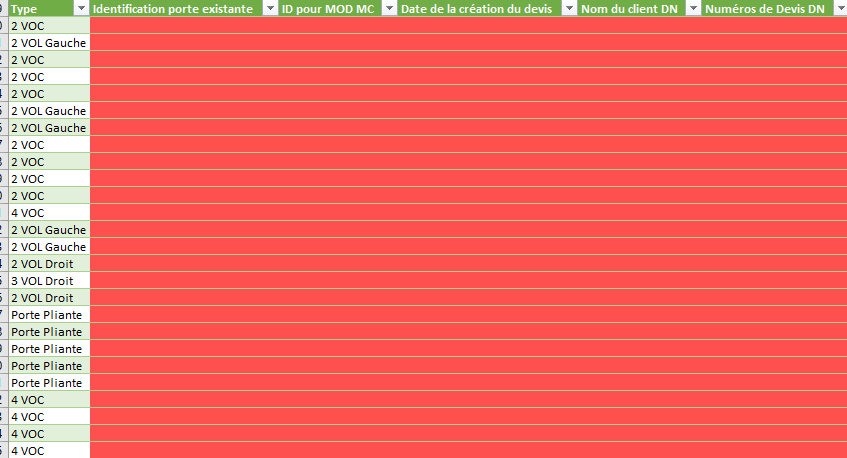 Type Identification porte existante ID pour MOD MC Date de la création du devis Nom du client DN Numéros de Devis DN
2 VOC
2 VOL Gauche
2 VOC
2 VOC
2 VOC
2 VOL Gauche
2 VOL Gauche
2 VOC
2 VOC
2 VOC
2 VOC
4 VOC
2 VOL Gauche
2 VOL Gauche
2 VOL Droit
3 VOL Droit
2 VOL Droit
Porte Pliante
Porte Pliante
Porte Pliante
Porte Pliante
Porte Pliante
4 VOC
4 VOC
4 VOC
4 VOC